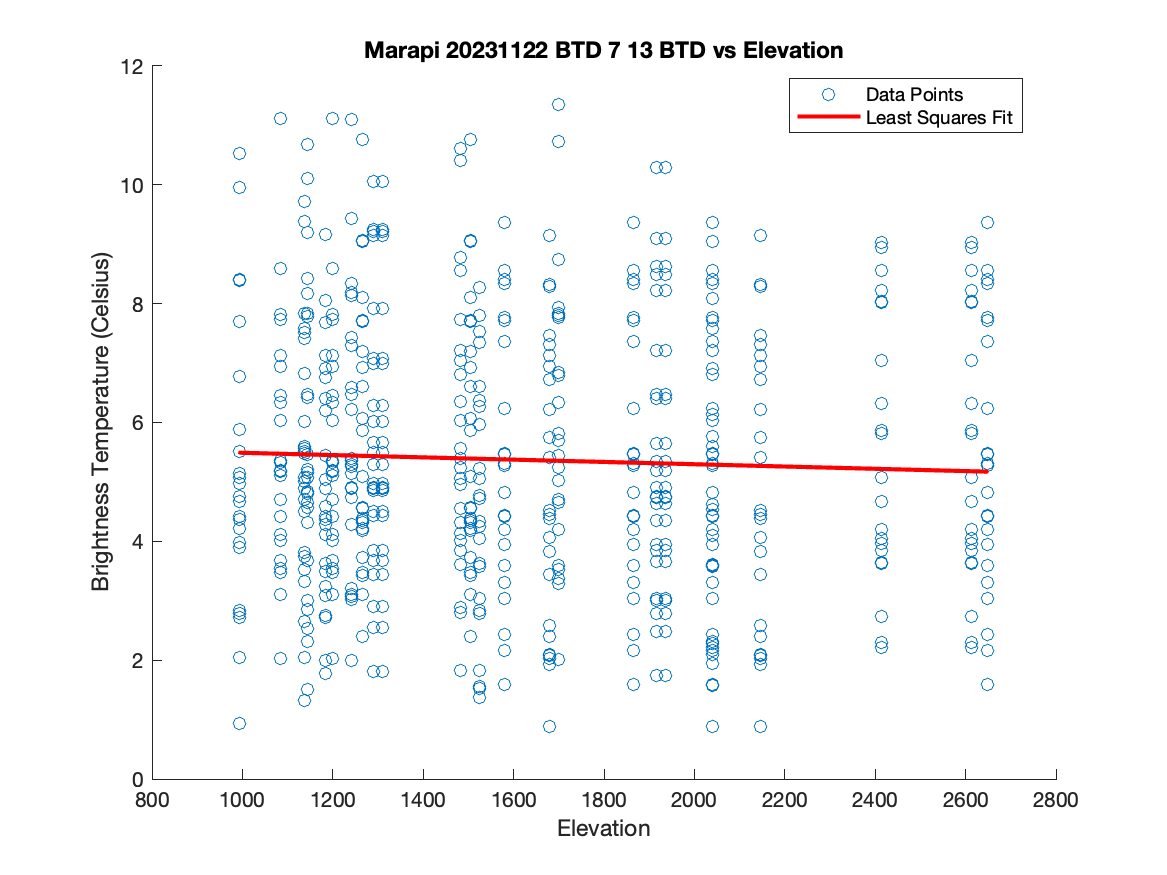 Marapi 20231122 BTD 7 13 BTD vs Elevation
Data Points
Least Squares Fit
12
10
8
6
4
2
0
Brightness Temperature (Celsius)
800 1000 1200 1400 1600 1800 2000 2200 2400 2600 2800
Elevation